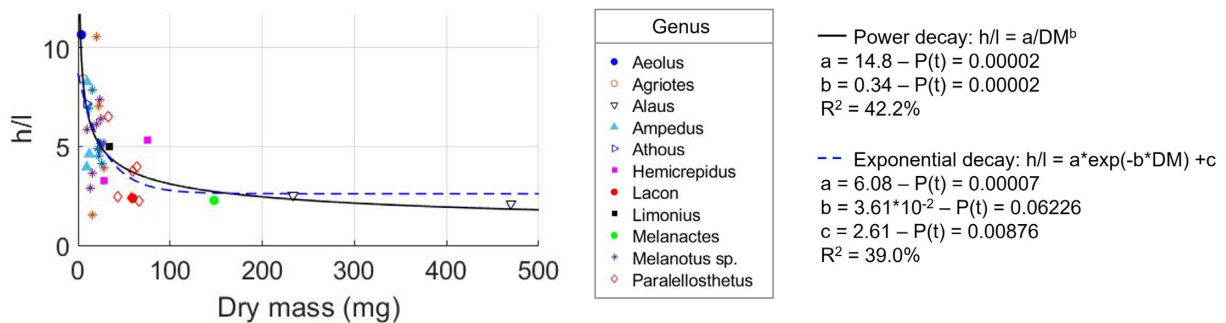 h/l
10
5
0
0
100
200
300
400
500
Dry mass (mg)
Genus
Aeolus
Agriotes
Alaus
Ampedus
Athous
Hemicrepidus
Lacon
Limonius
Melanactes
Melanotus sp.
Paralellosthetus
Power decay: h/l = a/DMᵇ
a = 14.8 – P(t) = 0.00002
b = 0.34 – P(t) = 0.00002
R² = 42.2%
Exponential decay: h/l = a*exp(-b*DM) +c
a = 6.08 – P(t) = 0.00007
b = 3.61*10⁻² – P(t) = 0.06226
c = 2.61 – P(t) = 0.00876
R² = 39.0%